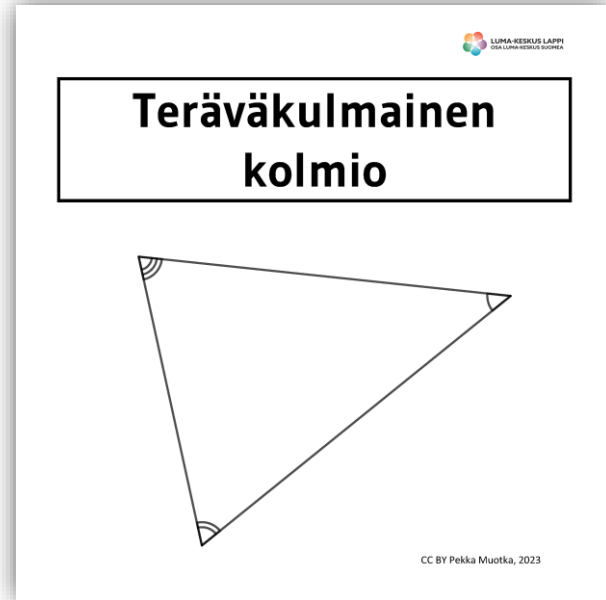 LUMA-KESKUS LAPPI
OSA LUMA-KESKUS SUOMEA
Teräväkulmainen
kolmio
CC BY Pekka Muotka, 2023